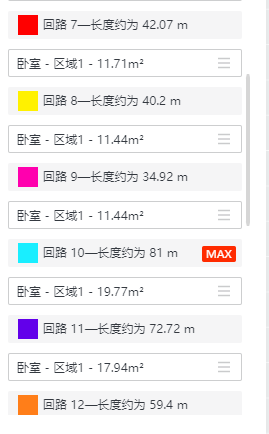 回路 7—长度约为 42.07 m
卧室 - 区域1 - 11.71m²
回路 8—长度约为 40.2 m
卧室 - 区域1 - 11.44m²
回路 9—长度约为 34.92 m
卧室 - 区域1 - 11.44m²
回路 10—长度约为 81 m MAX
卧室 - 区域1 - 19.77m²
回路 11—长度约为 72.72 m
卧室 - 区域1 - 17.94m²
回路 12—长度约为 59.4 m